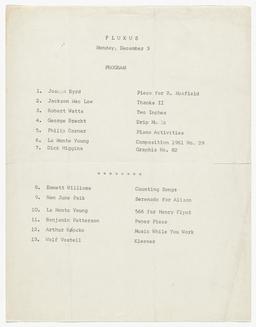 FLUXUS
Monday, December 3
PROGRAM
1. Joseph Byrd Piece for R. Maxfield
2. Jackson Mac Low Thanks II
3. Robert Watts Two Inches
4. George Brecht Drip Music
5. Philip Corner Piano Activities
6. La Monte Young Composition 1961 No. 29
7. Dick Higgins Graphis No. 82
* * * * * * * *
8. Emmett Williams Counting Songs
9. Nam June Paik Serenade for Alison
10. La Monte Young 566 for Henry Flynt
11. Benjamin Patterson Paper Piece
12. Arthur Køpcke Music While You Work
13. Wolf Vostell Kleenex